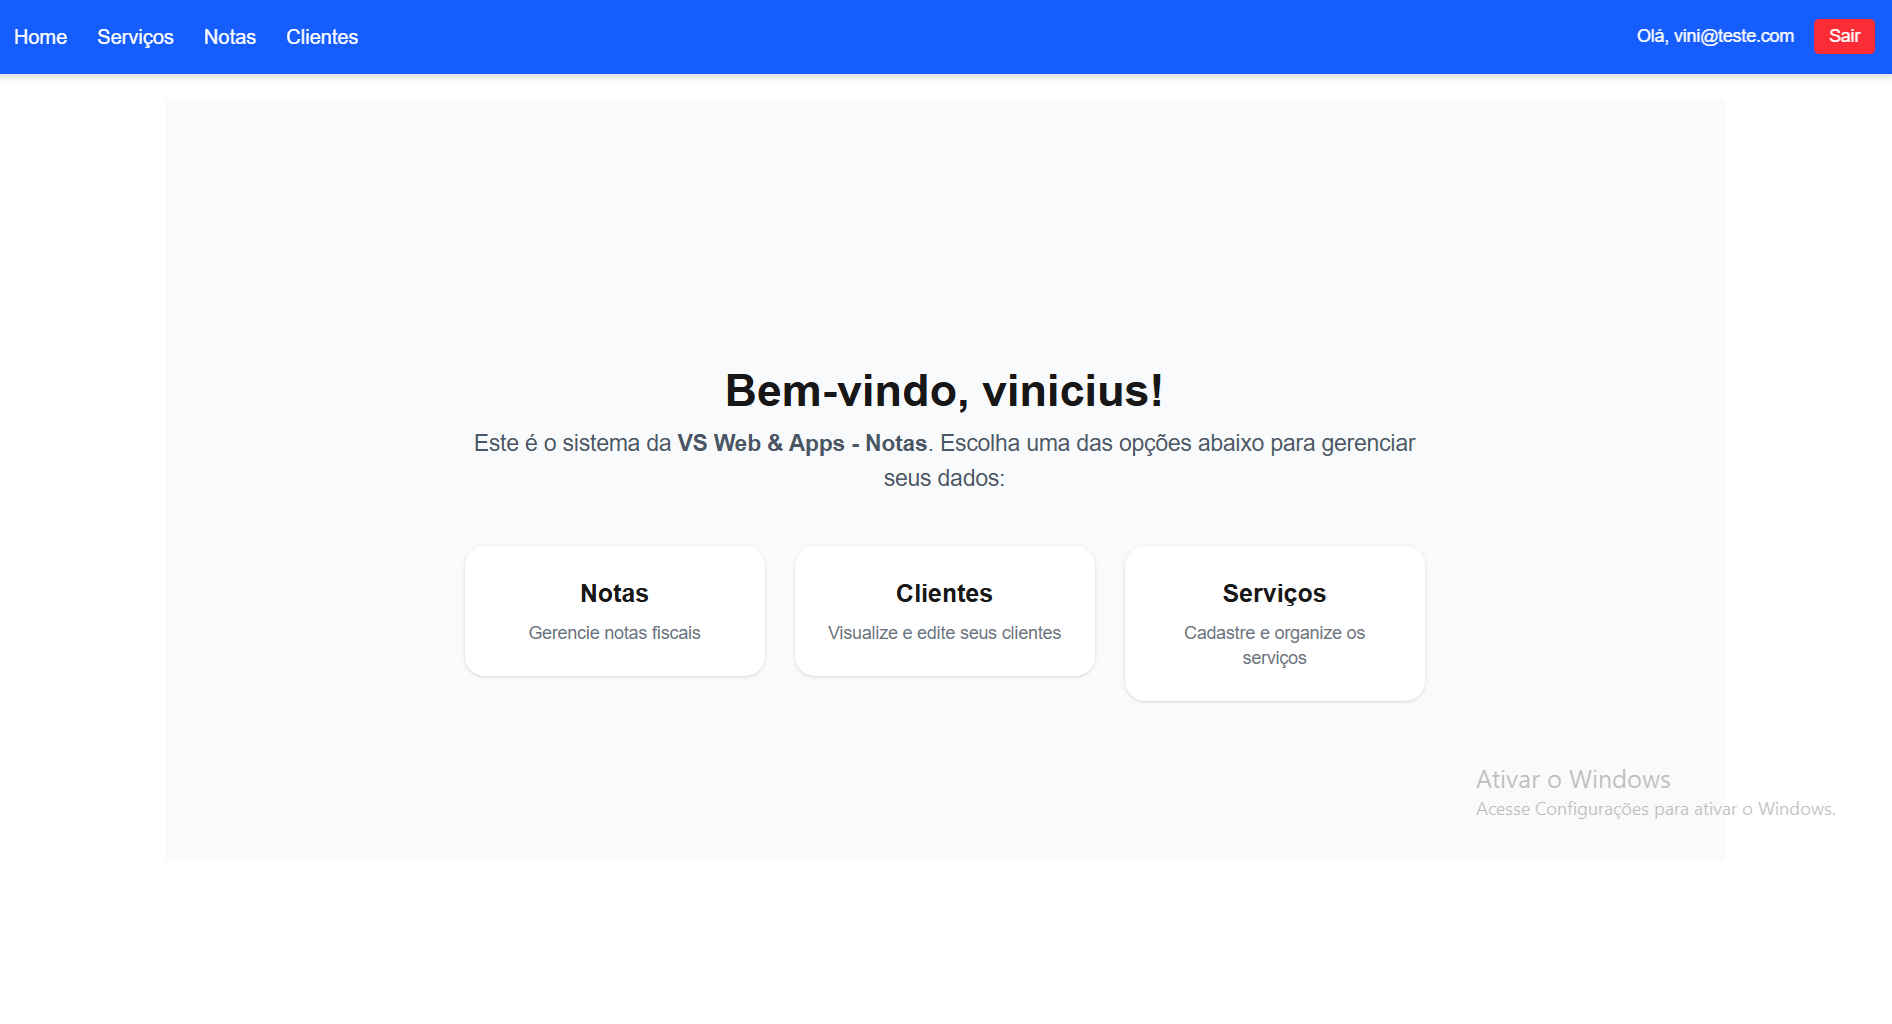 Home Serviços Notas Clientes Olá, vini@teste.com Sair
Bem-vindo, vinicius!
Este é o sistema da VS Web & Apps - Notas. Escolha uma das opções abaixo para gerenciar
seus dados:
Notas
Gerencie notas fiscais
Clientes
Visualize e edite seus clientes
Serviços
Cadastre e organize os
serviços
Ativar o Windows
Acesse Configurações para ativar o Windows.